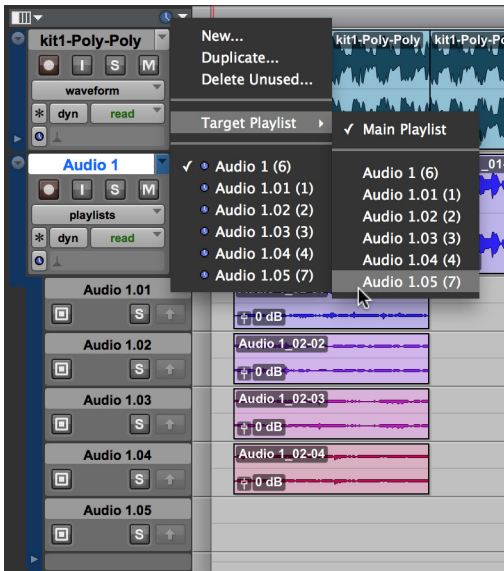 kit1-Poly-Poly
I S M
waveform
* dyn read
Audio 1
I S M
playlists
* dyn read
New...
Duplicate...
Delete Unused...
Target Playlist
✓ Audio 1 (6)
Audio 1.01 (1)
Audio 1.02 (2)
Audio 1.03 (3)
Audio 1.04 (4)
Audio 1.05 (7)
✓ Main Playlist
Audio 1 (6)
Audio 1.01 (1)
Audio 1.02 (2)
Audio 1.03 (3)
Audio 1.04 (4)
Audio 1.05 (7)
kit1-Poly-Poly
kit1-Poly-Po
_01-
Audio 1.01
S
0 dB
Audio 1.02
S
Audio 1_02-02
0 dB
Audio 1.03
S
Audio 1_02-03
0 dB
Audio 1.04
S
Audio 1_02-04
0 dB
Audio 1.05
S